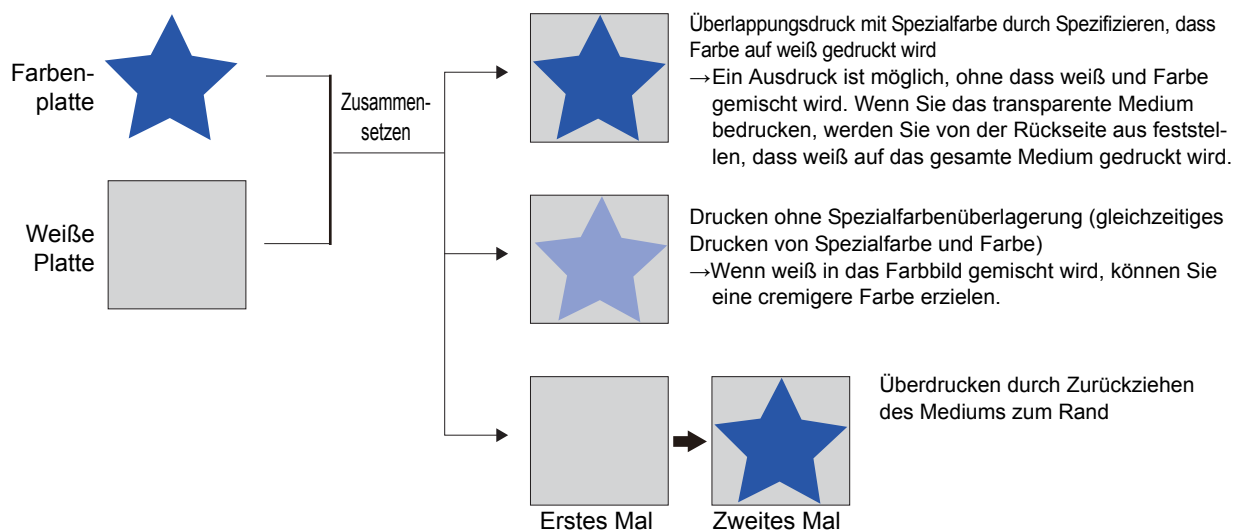 Farben-
platte
Weiße
Platte
Zusammen-
setzen
Überlappungsdruck mit Spezialfarbe durch Spezifizieren, dass
Farbe auf weiß gedruckt wird
→Ein Ausdruck ist möglich, ohne dass weiß und Farbe
gemischt wird. Wenn Sie das transparente Medium
bedrucken, werden Sie von der Rückseite aus feststel-
len, dass weiß auf das gesamte Medium gedruckt wird.
Drucken ohne Spezialfarbenüberlagerung (gleichzeitiges
Drucken von Spezialfarbe und Farbe)
→Wenn weiß in das Farbbild gemischt wird, können Sie
eine cremigere Farbe erzielen.
Überdrucken durch Zurückziehen
des Mediums zum Rand
Erstes Mal
Zweites Mal